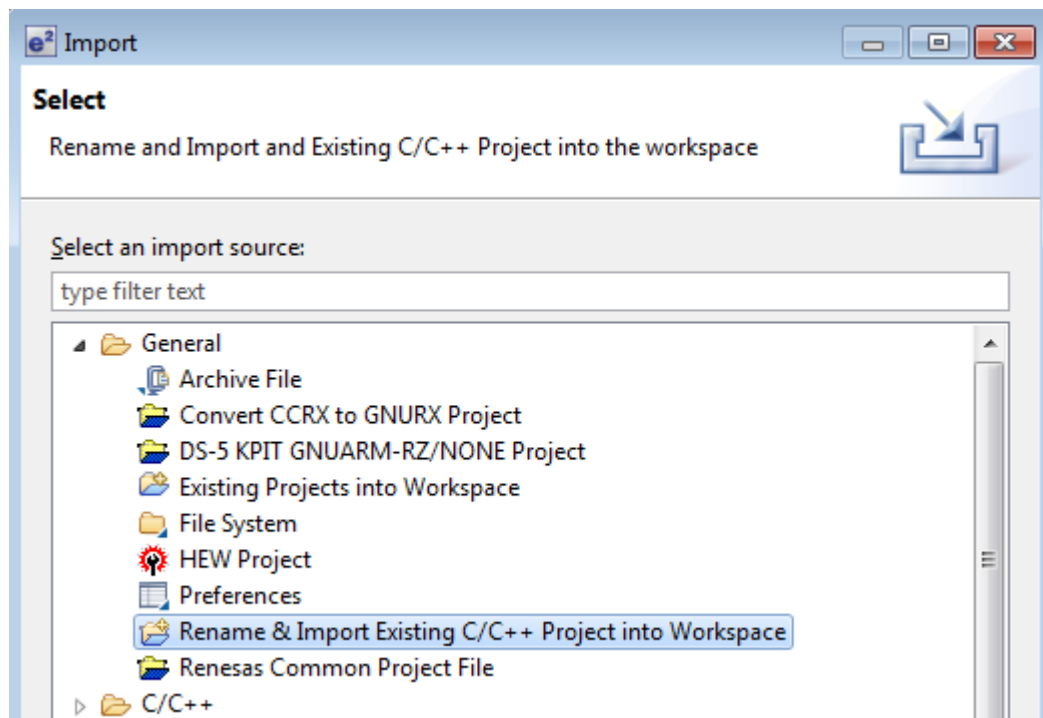 e² Import
Select
Rename and Import and Existing C/C++ Project into the workspace
Select an import source:
type filter text
General
Archive File
Convert CCRX to GNURX Project
DS-5 KPIT GNUARM-RZ/NONE Project
Existing Projects into Workspace
File System
HEW Project
Preferences
Rename & Import Existing C/C++ Project into Workspace
Renesas Common Project File
C/C++